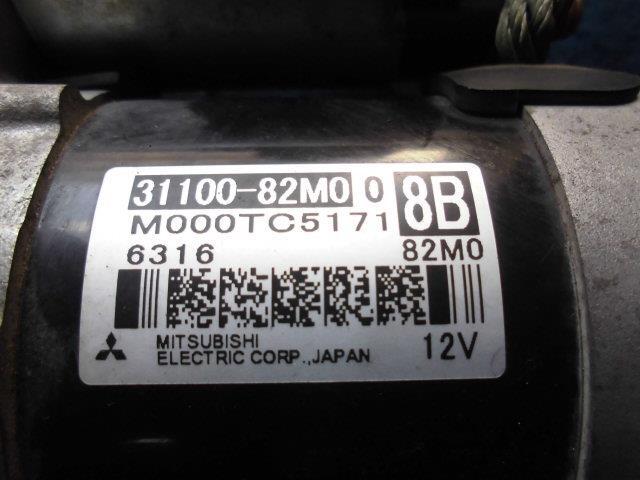 31100-82M0 0 8B
M000TC5171
6316 82M0
MITSUBISHI
ELECTRIC CORP.,JAPAN 12V